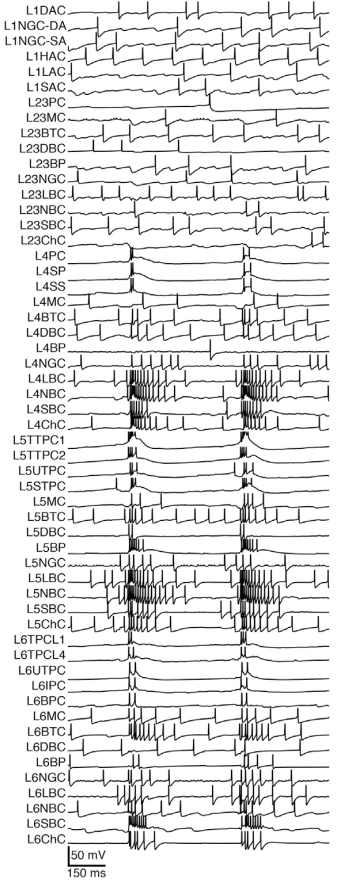 L1DAC
L1NGC-DA
L1NGC-SA
L1HAC
L1LAC
L1SAC
L23PC
L23MC
L23BTC
L23DBC
L23BP
L23NGC
L23LBC
L23NBC
L23SBC
L23ChC
L4PC
L4SP
L4SS
L4MC
L4BTC
L4DBC
L4BP
L4NGC
L4LBC
L4NBC
L4SBC
L4ChC
L5TTPC1
L5TTPC2
L5UTPC
L5STPC
L5MC
L5BTC
L5DBC
L5BP
L5NGC
L5LBC
L5NBC
L5SBC
L5ChC
L6TPCL1
L6TPCL4
L6UTPC
L6IPC
L6BPC
L6MC
L6BTC
L6DBC
L6BP
L6NGC
L6LBC
L6NBC
L6SBC
L6ChC
50 mV
150 ms